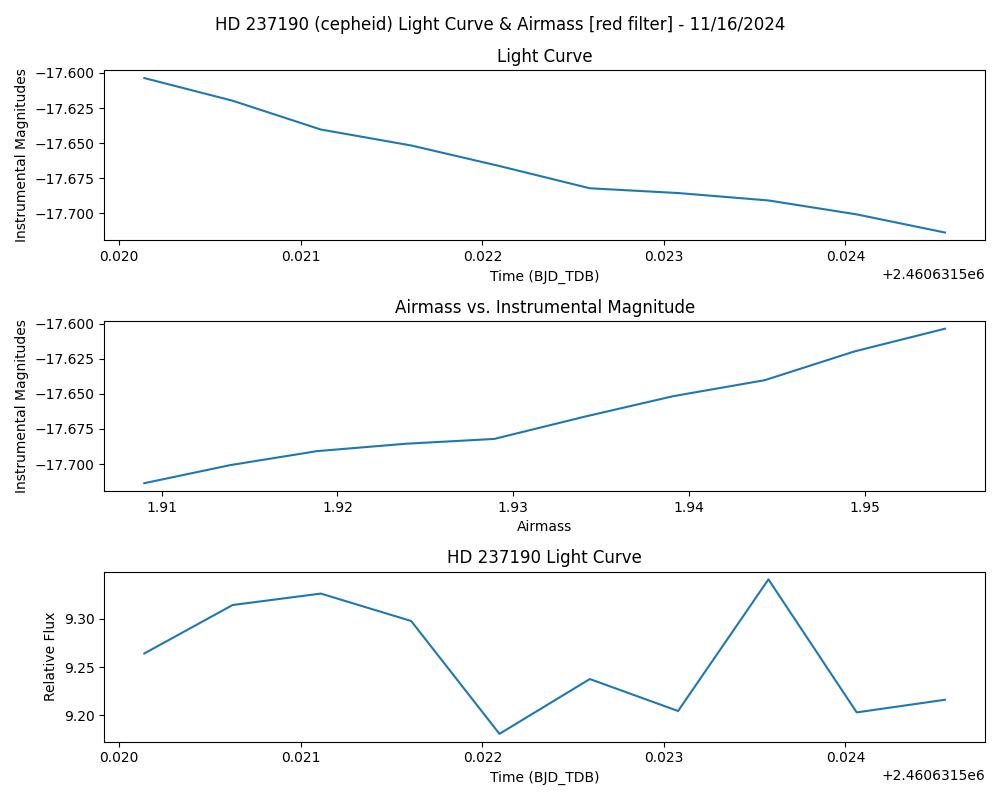 HD 237190 (cepheid) Light Curve & Airmass [red filter] - 11/16/2024
Light Curve
Instrumental Magnitudes
−17.600
−17.625
−17.650
−17.675
−17.700
0.020 0.021 0.022 0.023 0.024
Time (BJD_TDB)
+2.4606315e6
Airmass vs. Instrumental Magnitude
Instrumental Magnitudes
−17.600
−17.625
−17.650
−17.675
−17.700
1.91 1.92 1.93 1.94 1.95
Airmass
HD 237190 Light Curve
Relative Flux
9.30
9.25
9.20
0.020 0.021 0.022 0.023 0.024
Time (BJD_TDB)
+2.4606315e6